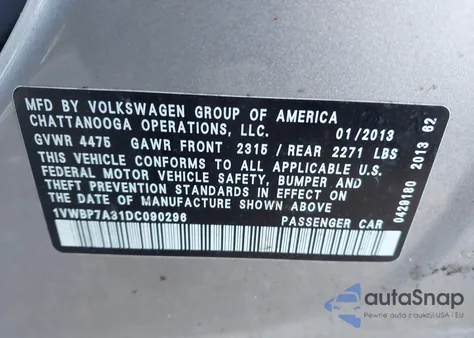 MFD BY VOLKSWAGEN GROUP OF AMERICA
CHATTANOOGA OPERATIONS, LLC. 01/2013
GVWR 4475 GAWR FRONT 2315 / REAR 2271 LBS
THIS VEHICLE CONFORMS TO ALL APPLICABLE U.S.
FEDERAL MOTOR VEHICLE SAFETY, BUMPER AND
THEFT PREVENTION STANDARDS IN EFFECT ON
THE DATE OF MANUFACTURE SHOWN ABOVE
1VWBP7A31DC090296 PASSENGER CAR
0429180 2013 62
autoSnap
Pewne auta z aukcji USA i EU